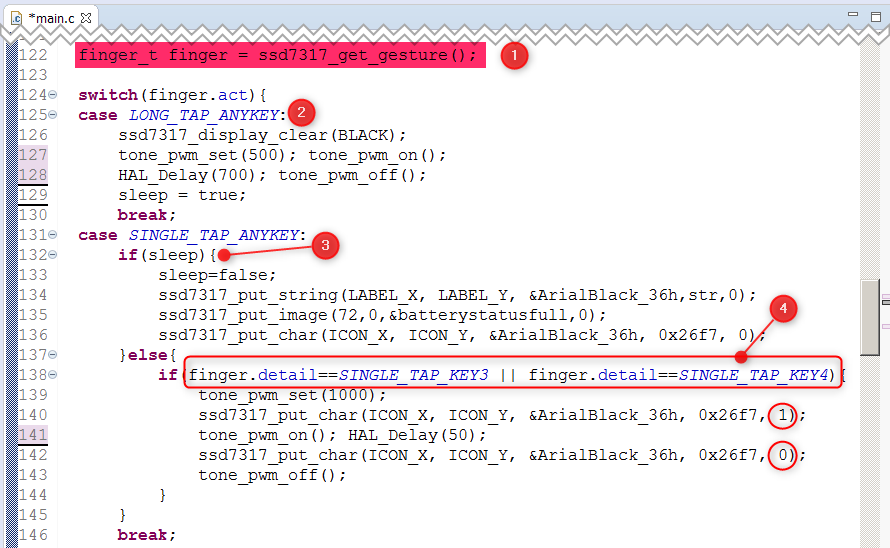 *main.c
122 finger_t finger = ssd7317_get_gesture(); 1
123
124 switch(finger.act){
125 case LONG_TAP_ANYKEY: 2
126 ssd7317_display_clear(BLACK);
127 tone_pwm_set(500); tone_pwm_on();
128 HAL_Delay(700); tone_pwm_off();
129 sleep = true;
130 break;
131 case SINGLE_TAP_ANYKEY:
132 if(sleep){ 3
133 sleep=false;
134 ssd7317_put_string(LABEL_X, LABEL_Y, &ArialBlack_36h,str,0);
135 ssd7317_put_image(72,0,&batterystatusfull,0); 4
136 ssd7317_put_char(ICON_X, ICON_Y, &ArialBlack_36h, 0x26f7, 0);
137 }else{
138 if(finger.detail==SINGLE_TAP_KEY3 || finger.detail==SINGLE_TAP_KEY4){
139 tone_pwm_set(1000);
140 ssd7317_put_char(ICON_X, ICON_Y, &ArialBlack_36h, 0x26f7, 1);
141 tone_pwm_on(); HAL_Delay(50);
142 ssd7317_put_char(ICON_X, ICON_Y, &ArialBlack_36h, 0x26f7, 0);
143 tone_pwm_off();
144 }
145 }
146 break;